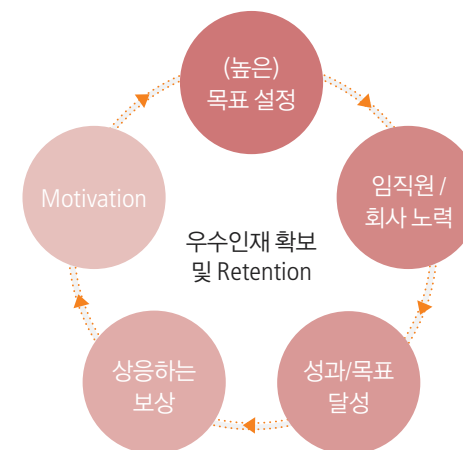 (높은)
목표 설정
임직원 /
회사 노력
성과/목표
달성
상응하는
보상
Motivation
우수인재 확보
및 Retention